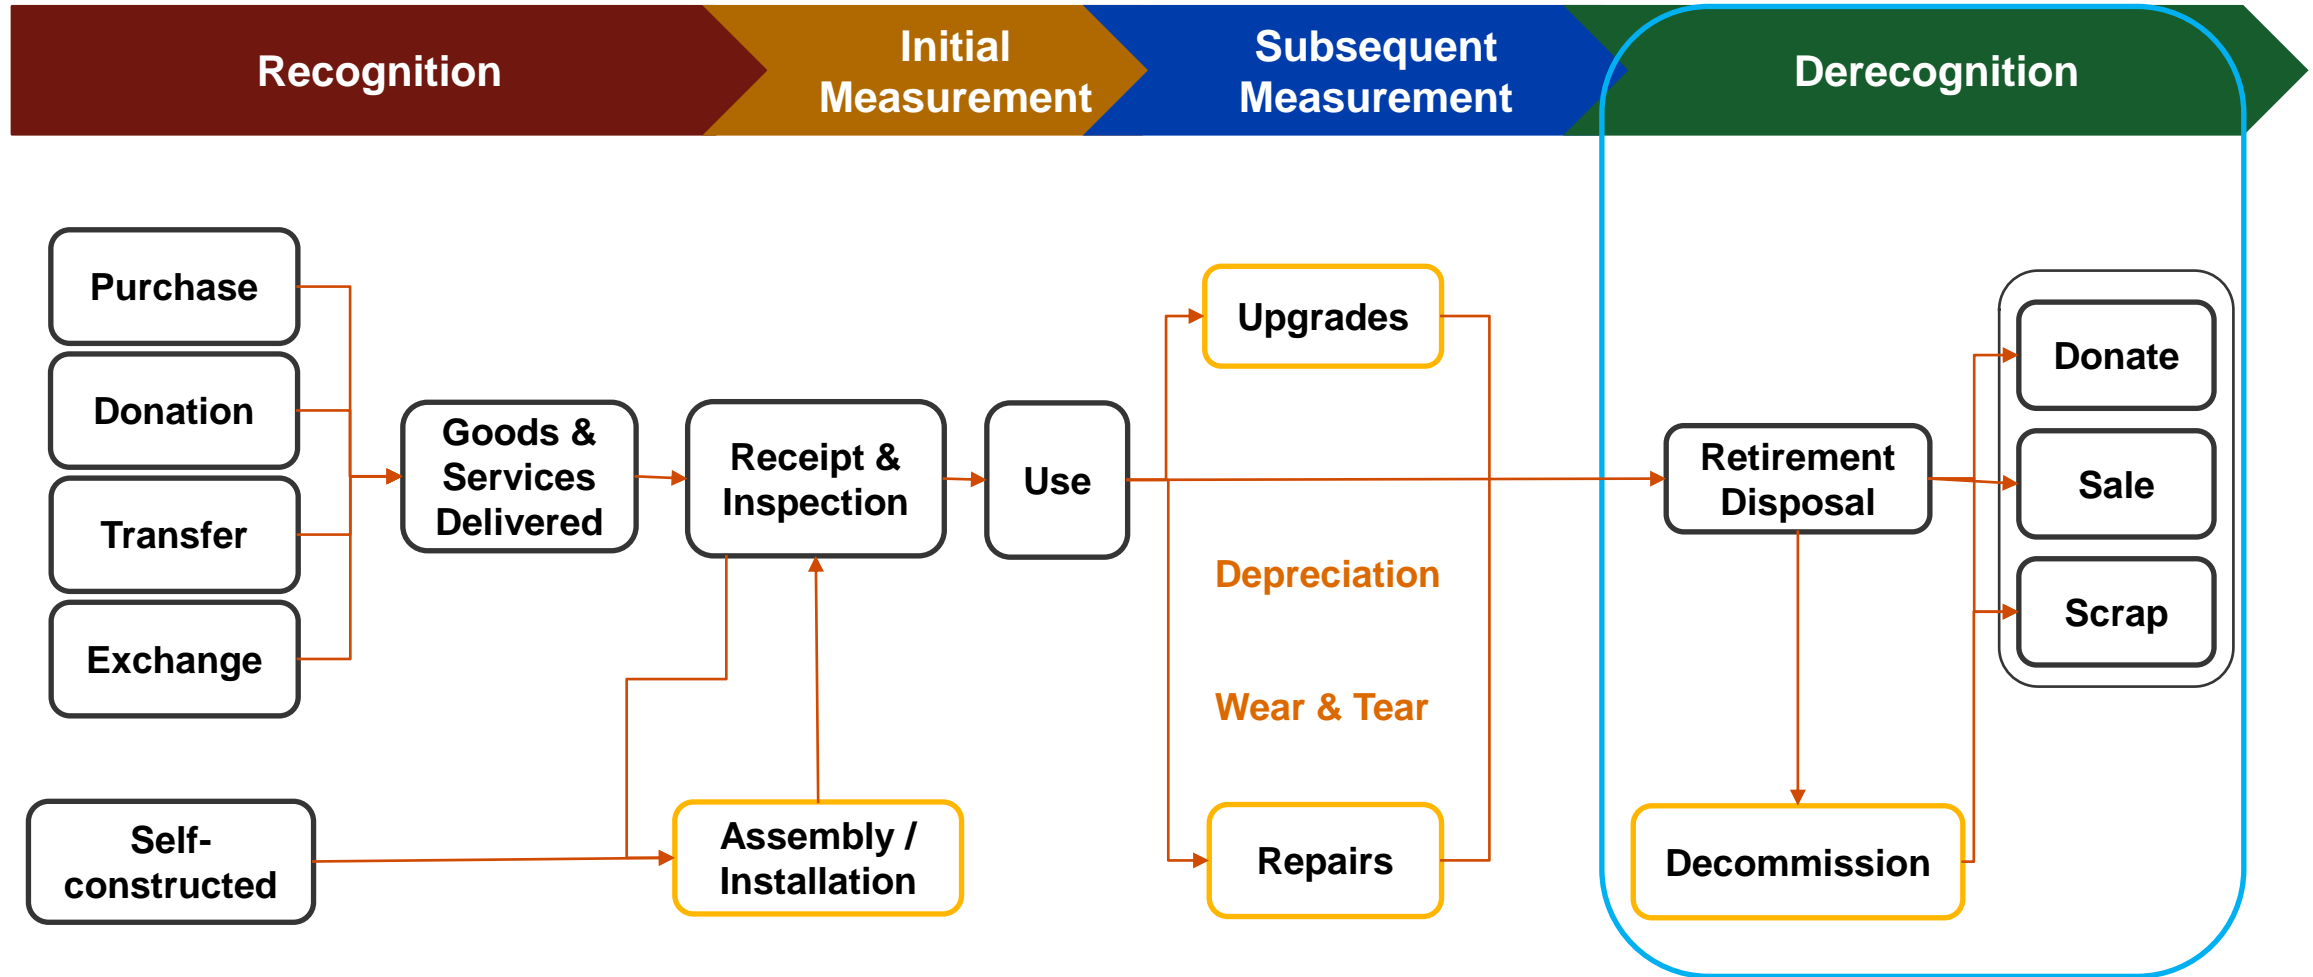 Recognition
Initial
Measurement
Subsequent
Measurement
Derecognition
Purchase
Donation
Transfer
Exchange
Self-
constructed
Goods &
Services
Delivered
Receipt &
Inspection
Assembly /
Installation
Use
Upgrades
Depreciation
Wear & Tear
Repairs
Retirement
Disposal
Decommission
Donate
Sale
Scrap